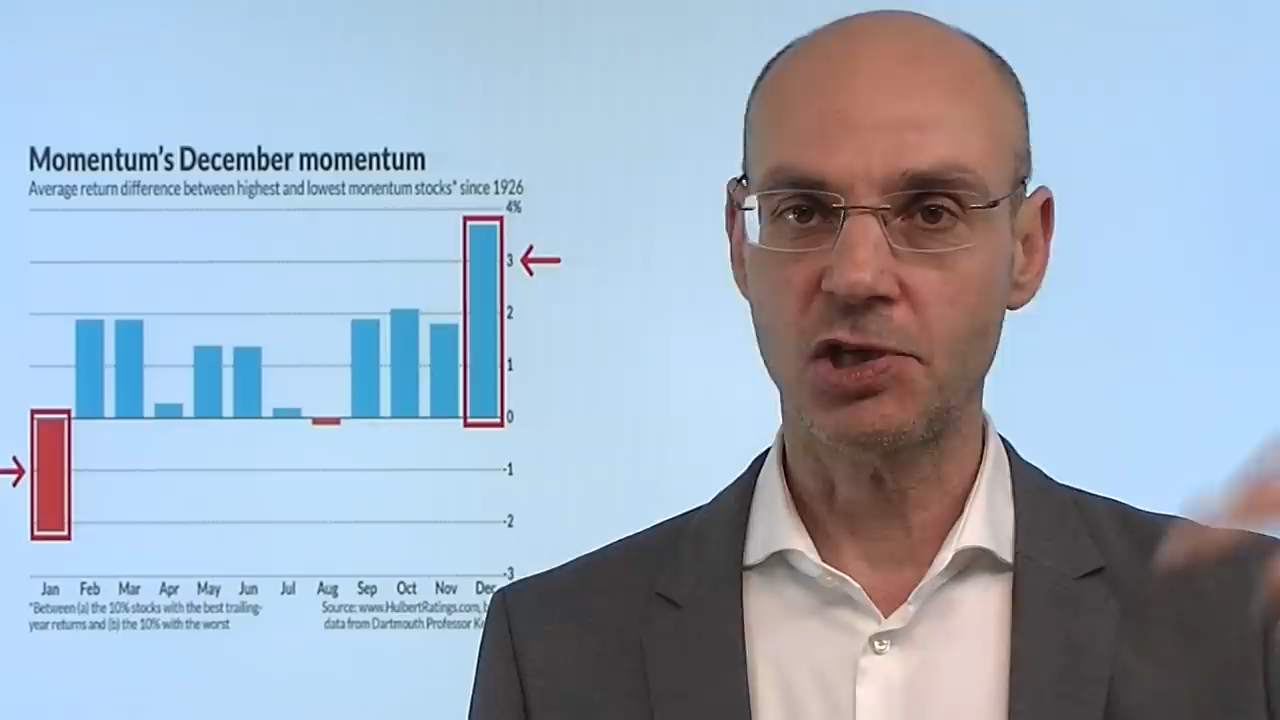 Momentum's December momentum
Average return difference between highest and lowest monentum stocks* since 1926
4%
3
2
1
0
-1
-2
-3
Jan Feb Mar Apr May Jun Jul Aug Sep Oct Nov Dec
*Between (a) the 10% stocks with the best trailing-
year returns and (b) the 10% with the worst
Source: www.HulbertRatings.com,
data from Dartmouth Professor